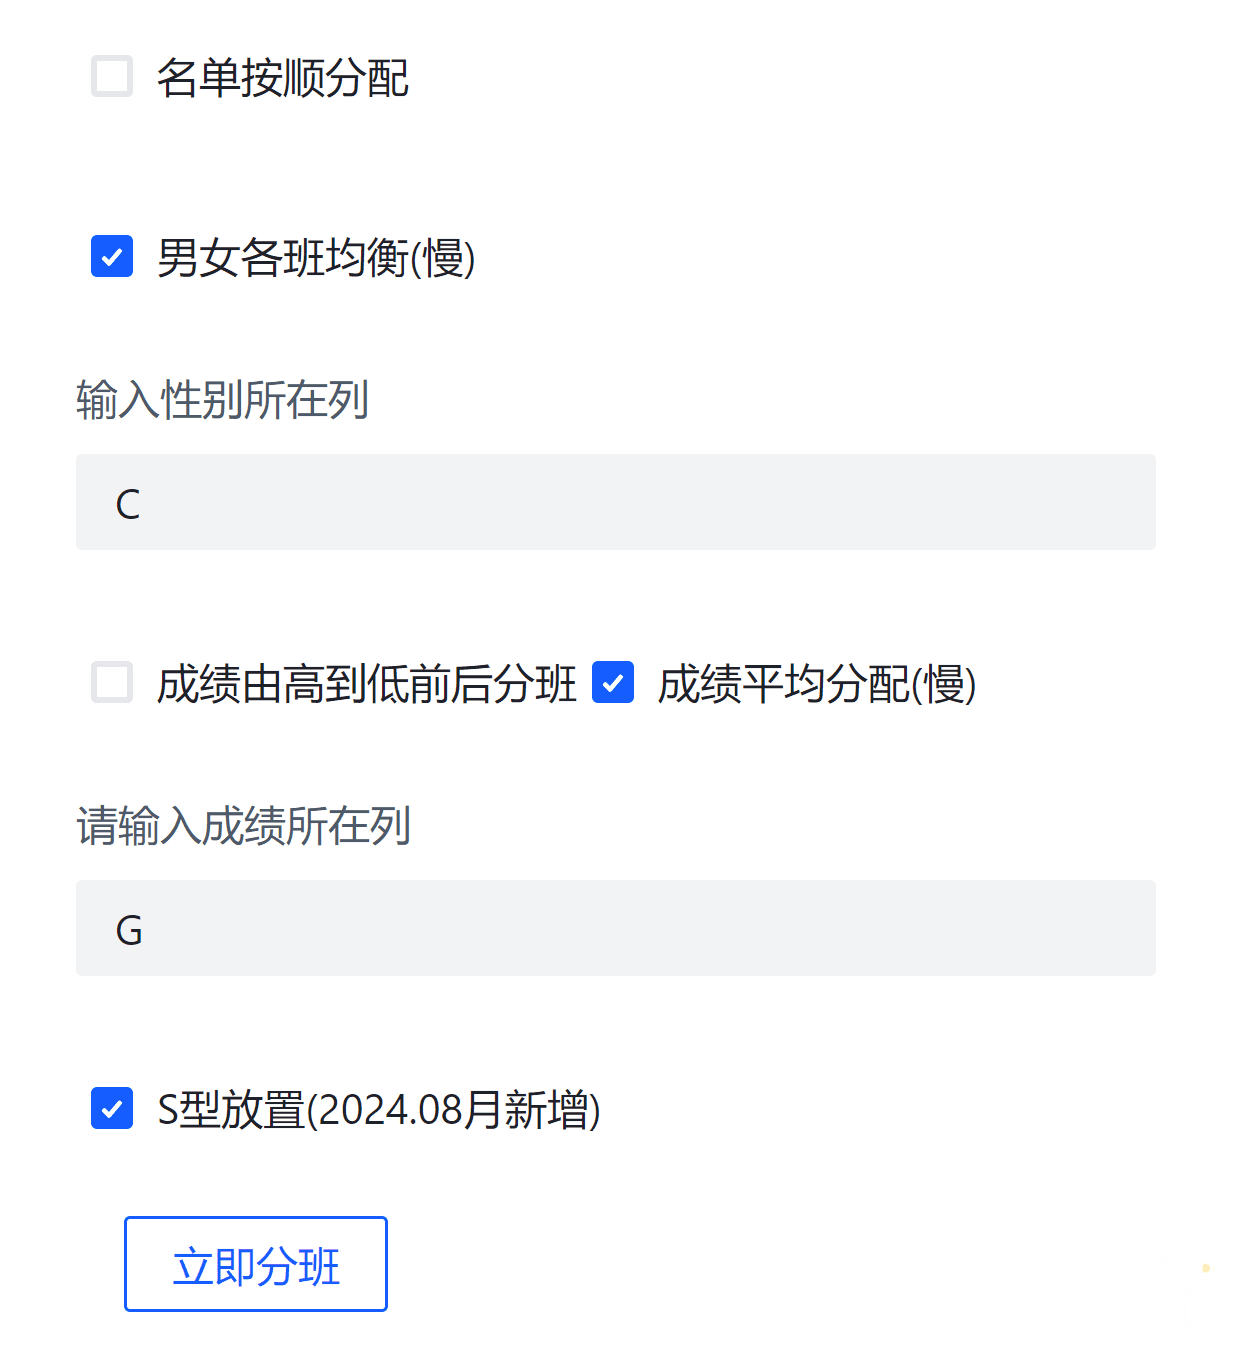 名单按顺分配
男女各班均衡(慢)
输入性别所在列
C
成绩由高到低前后分班 成绩平均分配(慢)
请输入成绩所在列
G
S型放置(2024.08月新增)
立即分班